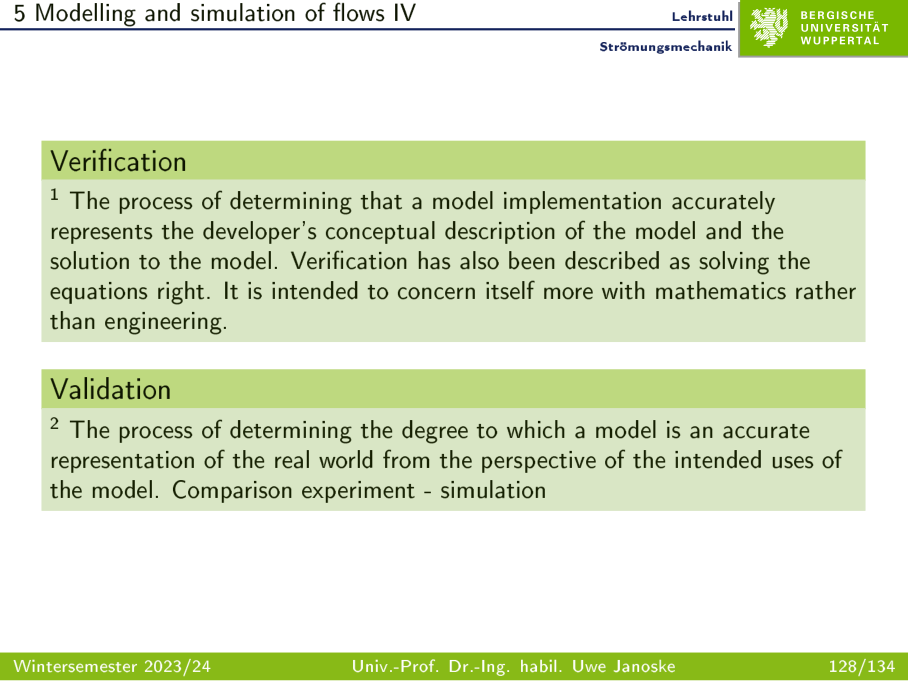 5 Modelling and simulation of flows IV
Lehrstuhl
Strömungsmechanik
BERGISCHE
UNIVERSITÄT
WUPPERTAL
Verification
1 The process of determining that a model implementation accurately
represents the developer's conceptual description of the model and the
solution to the model. Verification has also been described as solving the
equations right. It is intended to concern itself more with mathematics rather
than engineering.
Validation
2 The process of determining the degree to which a model is an accurate
representation of the real world from the perspective of the intended uses of
the model. Comparison experiment - simulation
Wintersemester 2023/24
Univ.-Prof. Dr.-Ing. habil. Uwe Janoske
128/134